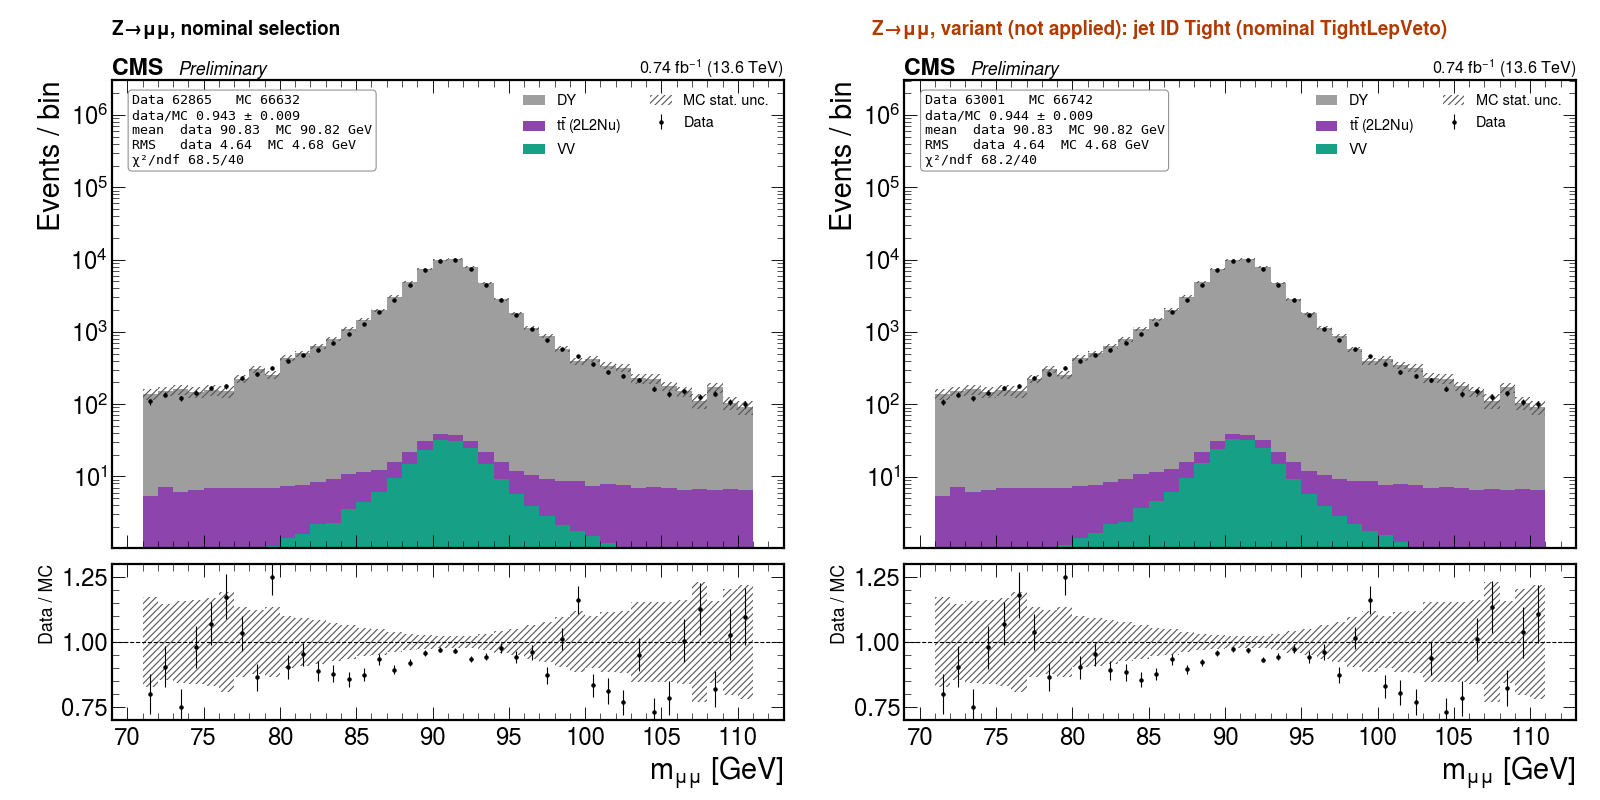 Z→μμ, nominal selection
CMS Preliminary 0.74 fb⁻¹ (13.6 TeV)
Data 62865 MC 66632
data/MC 0.943 ± 0.009
mean data 90.83 MC 90.82 GeV
RMS data 4.64 MC 4.68 GeV
χ²/ndf 68.5/40
DY
tt̄ (2L2Nu)
VV
MC stat. unc.
Data
Events / bin
10⁶
10⁵
10⁴
10³
10²
10¹
Data / MC
1.25
1.00
0.75
70 75 80 85 90 95 100 105 110
m_μμ [GeV]
Z→μμ, variant (not applied): jet ID Tight (nominal TightLepVeto)
CMS Preliminary 0.74 fb⁻¹ (13.6 TeV)
Data 63001 MC 66742
data/MC 0.944 ± 0.009
mean data 90.83 MC 90.82 GeV
RMS data 4.64 MC 4.68 GeV
χ²/ndf 68.2/40
DY
tt̄ (2L2Nu)
VV
MC stat. unc.
Data
Events / bin
10⁶
10⁵
10⁴
10³
10²
10¹
Data / MC
1.25
1.00
0.75
70 75 80 85 90 95 100 105 110
m_μμ [GeV]